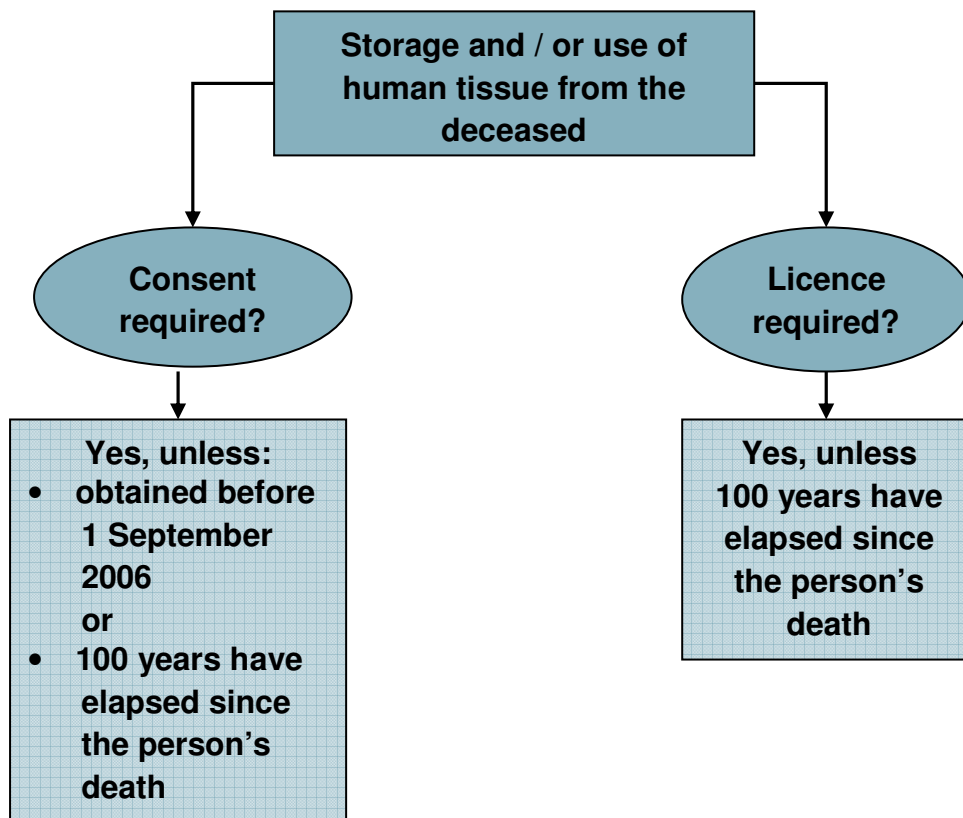 Storage and / or use of
human tissue from the
deceased
Consent
required?
Licence
required?
Yes, unless:
• obtained before
1 September
2006
or
• 100 years have
elapsed since
the person's
death
Yes, unless
100 years have
elapsed since
the person's
death